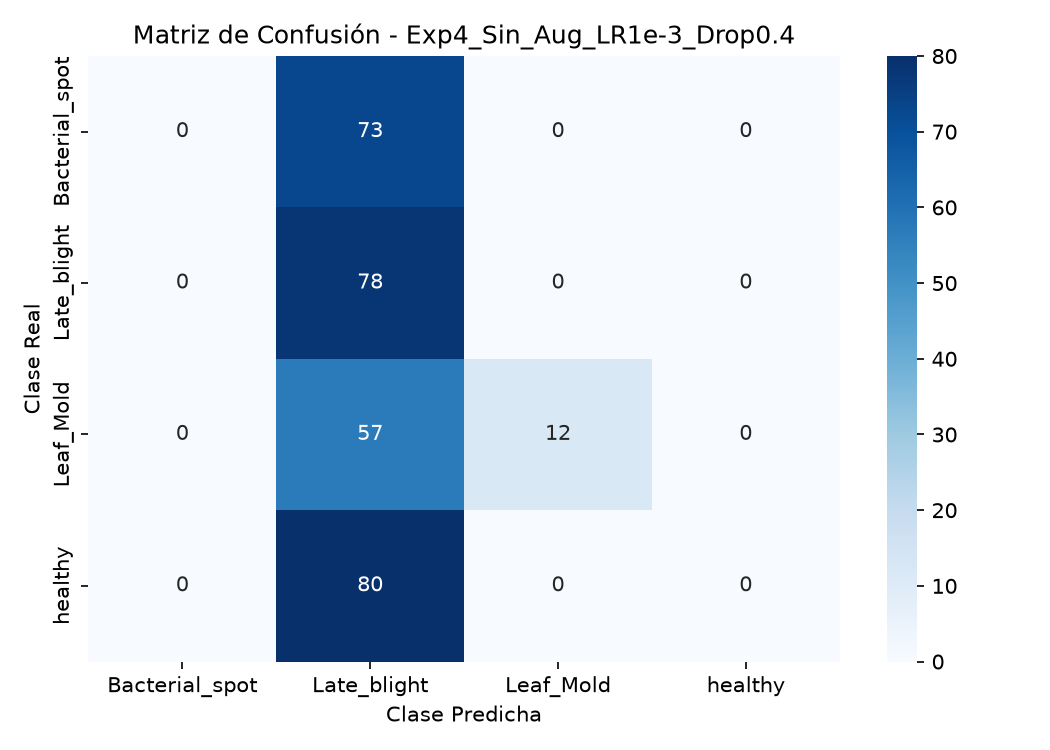 Matriz de Confusión - Exp4_Sin_Aug_LR1e-3_Drop0.4
Clase Real
Bacterial_spot
0 73 0 0
Late_blight
0 78 0 0
Leaf_Mold
0 57 12 0
healthy
0 80 0 0
Bacterial_spot Late_blight Leaf_Mold healthy
Clase Predicha
80
70
60
50
40
30
20
10
0